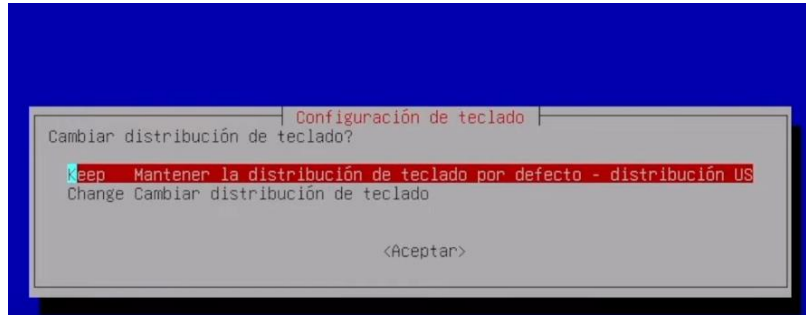 Configuración de teclado
Cambiar distribución de teclado?
Keep Mantener la distribución de teclado por defecto - distribución US
Change Cambiar distribución de teclado
<Aceptar>